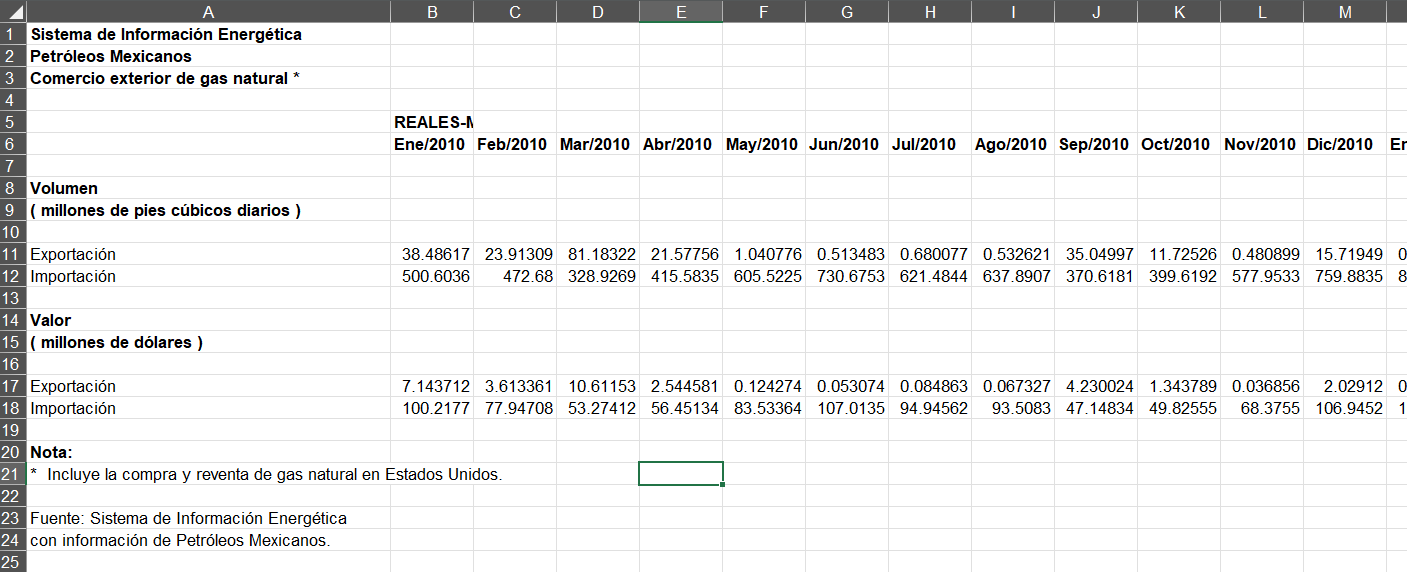 A B C D E F G H I J K L M
1 Sistema de Información Energética
2 Petróleos Mexicanos
3 Comercio exterior de gas natural *
4
5 REALES-M
6 Ene/2010 Feb/2010 Mar/2010 Abr/2010 May/2010 Jun/2010 Jul/2010 Ago/2010 Sep/2010 Oct/2010 Nov/2010 Dic/2010 Er
7
8 Volumen
9 ( millones de pies cúbicos diarios )
10
11 Exportación 38.48617 23.91309 81.18322 21.57756 1.040776 0.513483 0.680077 0.532621 35.04997 11.72526 0.480899 15.71949 0
12 Importación 500.6036 472.68 328.9269 415.5835 605.5225 730.6753 621.4844 637.8907 370.6181 399.6192 577.9533 759.8835 8
13
14 Valor
15 ( millones de dólares )
16
17 Exportación 7.143712 3.613361 10.61153 2.544581 0.124274 0.053074 0.084863 0.067327 4.230024 1.343789 0.036856 2.02912 0
18 Importación 100.2177 77.94708 53.27412 56.45134 83.53364 107.0135 94.94562 93.5083 47.14834 49.82555 68.3755 106.9452 1
19
20 Nota:
21 * Incluye la compra y reventa de gas natural en Estados Unidos.
22
23 Fuente: Sistema de Información Energética
24 con información de Petróleos Mexicanos.
25